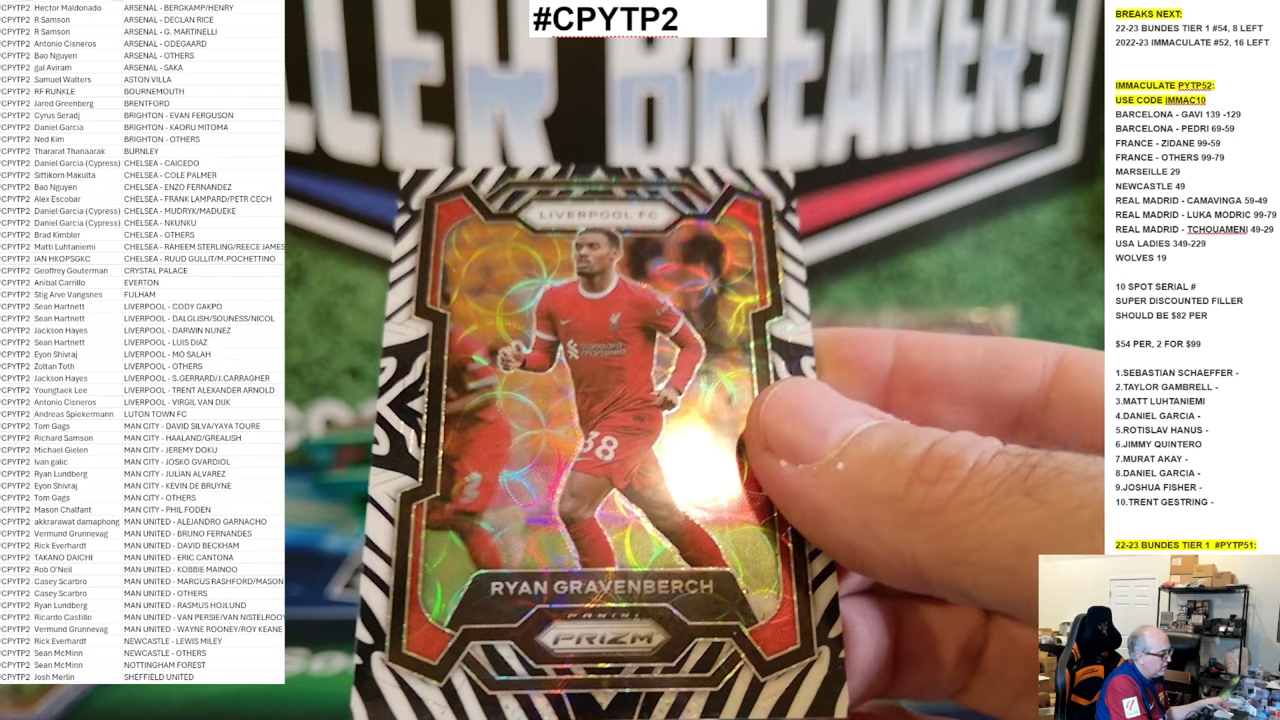 #CPYTP2
CPYTP2 Hector Maldonado ARSENAL - BERGKAMP/HENRY
CPYTP2 R Samson ARSENAL - DECLAN RICE
CPYTP2 R Samson ARSENAL - G. MARTINELLI
CPYTP2 Antonio Cisneros ARSENAL - ODEGAARD
CPYTP2 Bao Nguyen ARSENAL - OTHERS
CPYTP2 gal Aviram ARSENAL - SAKA
CPYTP2 Samuel Walters ASTON VILLA
CPYTP2 RF RUNKLE BOURNEMOUTH
CPYTP2 Jared Greenberg BRENTFORD
CPYTP2 Cyrus Seradj BRIGHTON - EVAN FERGUSON
CPYTP2 Daniel Garcia BRIGHTON - KAORU MITOMA
CPYTP2 Ned Kim BRIGHTON - OTHERS
CPYTP2 Thararat Thanaarak BURNLEY
CPYTP2 Daniel Garcia (Cypress) CHELSEA - CAICEDO
CPYTP2 Sittikorn Makulta CHELSEA - COLE PALMER
CPYTP2 Bao Nguyen CHELSEA - ENZO FERNANDEZ
CPYTP2 Alex Escobar CHELSEA - FRANK LAMPARD/PETR CECH
CPYTP2 Daniel Garcia (Cypress) CHELSEA - MUDRYK/MADUEKE
CPYTP2 Daniel Garcia (Cypress) CHELSEA - NKUNKU
CPYTP2 Brad Kimbler CHELSEA - OTHERS
CPYTP2 Matti Luhtaniemi CHELSEA - RAHEEM STERLING/REECE JAMES
CPYTP2 IAN HKOPSGKC CHELSEA - RUUD GULLIT/M.POCHETTINO
CPYTP2 Geoffrey Gouterman CRYSTAL PALACE
CPYTP2 Anibal Carrillo EVERTON
CPYTP2 Stig Arve Vangsnes FULHAM
CPYTP2 Sean Hartnett LIVERPOOL - CODY GAKPO
CPYTP2 Sean Hartnett LIVERPOOL - DALGLISH/SOUNESS/NICOL
CPYTP2 Jackson Hayes LIVERPOOL - DARWIN NUNEZ
CPYTP2 Sean Hartnett LIVERPOOL - LUIS DIAZ
CPYTP2 Eyon Shivraj LIVERPOOL - MO SALAH
CPYTP2 Zoltan Toth LIVERPOOL - OTHERS
CPYTP2 Jackson Hayes LIVERPOOL - S.GERRARD/J.CARRAGHER
CPYTP2 Youngtaek Lee LIVERPOOL - TRENT ALEXANDER ARNOLD
CPYTP2 Antonio Cisneros LIVERPOOL - VIRGIL VAN DIJK
CPYTP2 Andreas Spiekermann LUTON TOWN FC
CPYTP2 Tom Gags MAN CITY - DAVID SILVA/YAYA TOURE
CPYTP2 Richard Samson MAN CITY - HAALAND/GREALISH
CPYTP2 Michael Gielen MAN CITY - JEREMY DOKU
CPYTP2 Ivan galic MAN CITY - JOSKO GVARDIOL
CPYTP2 Ryan Lundberg MAN CITY - JULIAN ALVAREZ
CPYTP2 Eyon Shivraj MAN CITY - KEVIN DE BRUYNE
CPYTP2 Tom Gags MAN CITY - OTHERS
CPYTP2 Mason Chalfant MAN CITY - PHIL FODEN
CPYTP2 akkrarawat damaphong MAN UNITED - ALEJANDRO GARNACHO
CPYTP2 Vermund Grunnevag MAN UNITED - BRUNO FERNANDES
CPYTP2 Rick Everhardt MAN UNITED - DAVID BECKHAM
CPYTP2 TAKANO DAICHI MAN UNITED - ERIC CANTONA
CPYTP2 Rob O'Neil MAN UNITED - KOBBIE MAINOO
CPYTP2 Casey Scarbro MAN UNITED - MARCUS RASHFORD/MASON
CPYTP2 Casey Scarbro MAN UNITED - OTHERS
CPYTP2 Ryan Lundberg MAN UNITED - RASMUS HOJLUND
CPYTP2 Ricardo Castillo MAN UNITED - VAN PERSIE/VAN NISTELROOY
CPYTP2 Vermund Grunnevag MAN UNITED - WAYNE ROONEY/ROY KEANE
CPYTP2 Rick Everhardt NEWCASTLE - LEWIS MILEY
CPYTP2 Sean McMinn NEWCASTLE - OTHERS
CPYTP2 Sean McMinn NOTTINGHAM FOREST
CPYTP2 Josh Merlin SHEFFIELD UNITED
LIVERPOOL FC
standard chartered
38
RYAN GRAVENBERCH
PANINI
PRIZM
BREAKS NEXT:
22-23 BUNDES TIER 1 #54, 8 LEFT
2022-23 IMMACULATE #52, 16 LEFT
IMMACULATE PYTP52:
USE CODE IMMAC10
BARCELONA - GAVI 139 -129
BARCELONA - PEDRI 69-59
FRANCE - ZIDANE 99-59
FRANCE - OTHERS 99-79
MARSEILLE 29
NEWCASTLE 49
REAL MADRID - CAMAVINGA 59-49
REAL MADRID - LUKA MODRIC 99-79
REAL MADRID - TCHOUAMENI 49-29
USA LADIES 349-229
WOLVES 19
10 SPOT SERIAL #
SUPER DISCOUNTED FILLER
SHOULD BE $82 PER
$54 PER, 2 FOR $99
1.SEBASTIAN SCHAEFFER -
2.TAYLOR GAMBRELL -
3.MATT LUHTANIEMI
4.DANIEL GARCIA -
5.ROTISLAV HANUS -
6.JIMMY QUINTERO
7.MURAT AKAY -
8.DANIEL GARCIA -
9.JOSHUA FISHER -
10.TRENT GESTRING -
22-23 BUNDES TIER 1 #PYTP51: